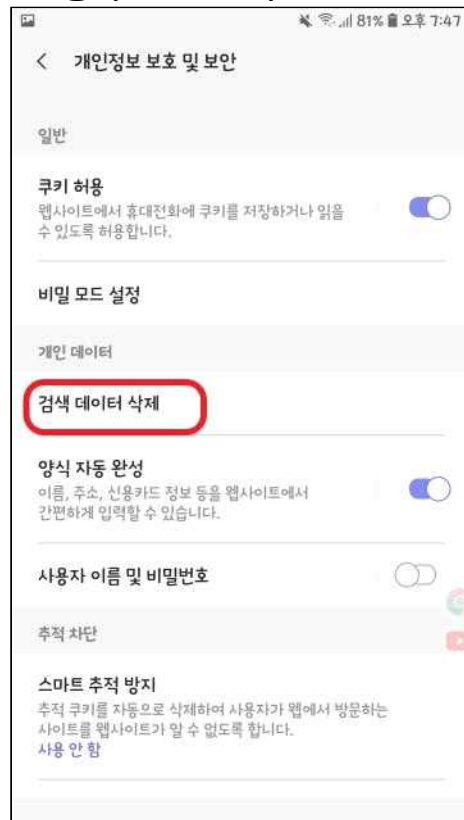 81% 오후 7:47
개인정보 보호 및 보안
일반
쿠키 허용
웹사이트에서 휴대전화에 쿠키를 저장하거나 읽을
수 있도록 허용합니다.
비밀 모드 설정
개인 데이터
검색 데이터 삭제
양식 자동 완성
이름, 주소, 신용카드 정보 등을 웹사이트에서
간편하게 입력할 수 있습니다.
사용자 이름 및 비밀번호
추적 차단
스마트 추적 방지
추적 쿠키를 자동으로 삭제하여 사용자가 웹에서 방문하는
사이트를 웹사이트가 알 수 없도록 합니다.
사용 안 함